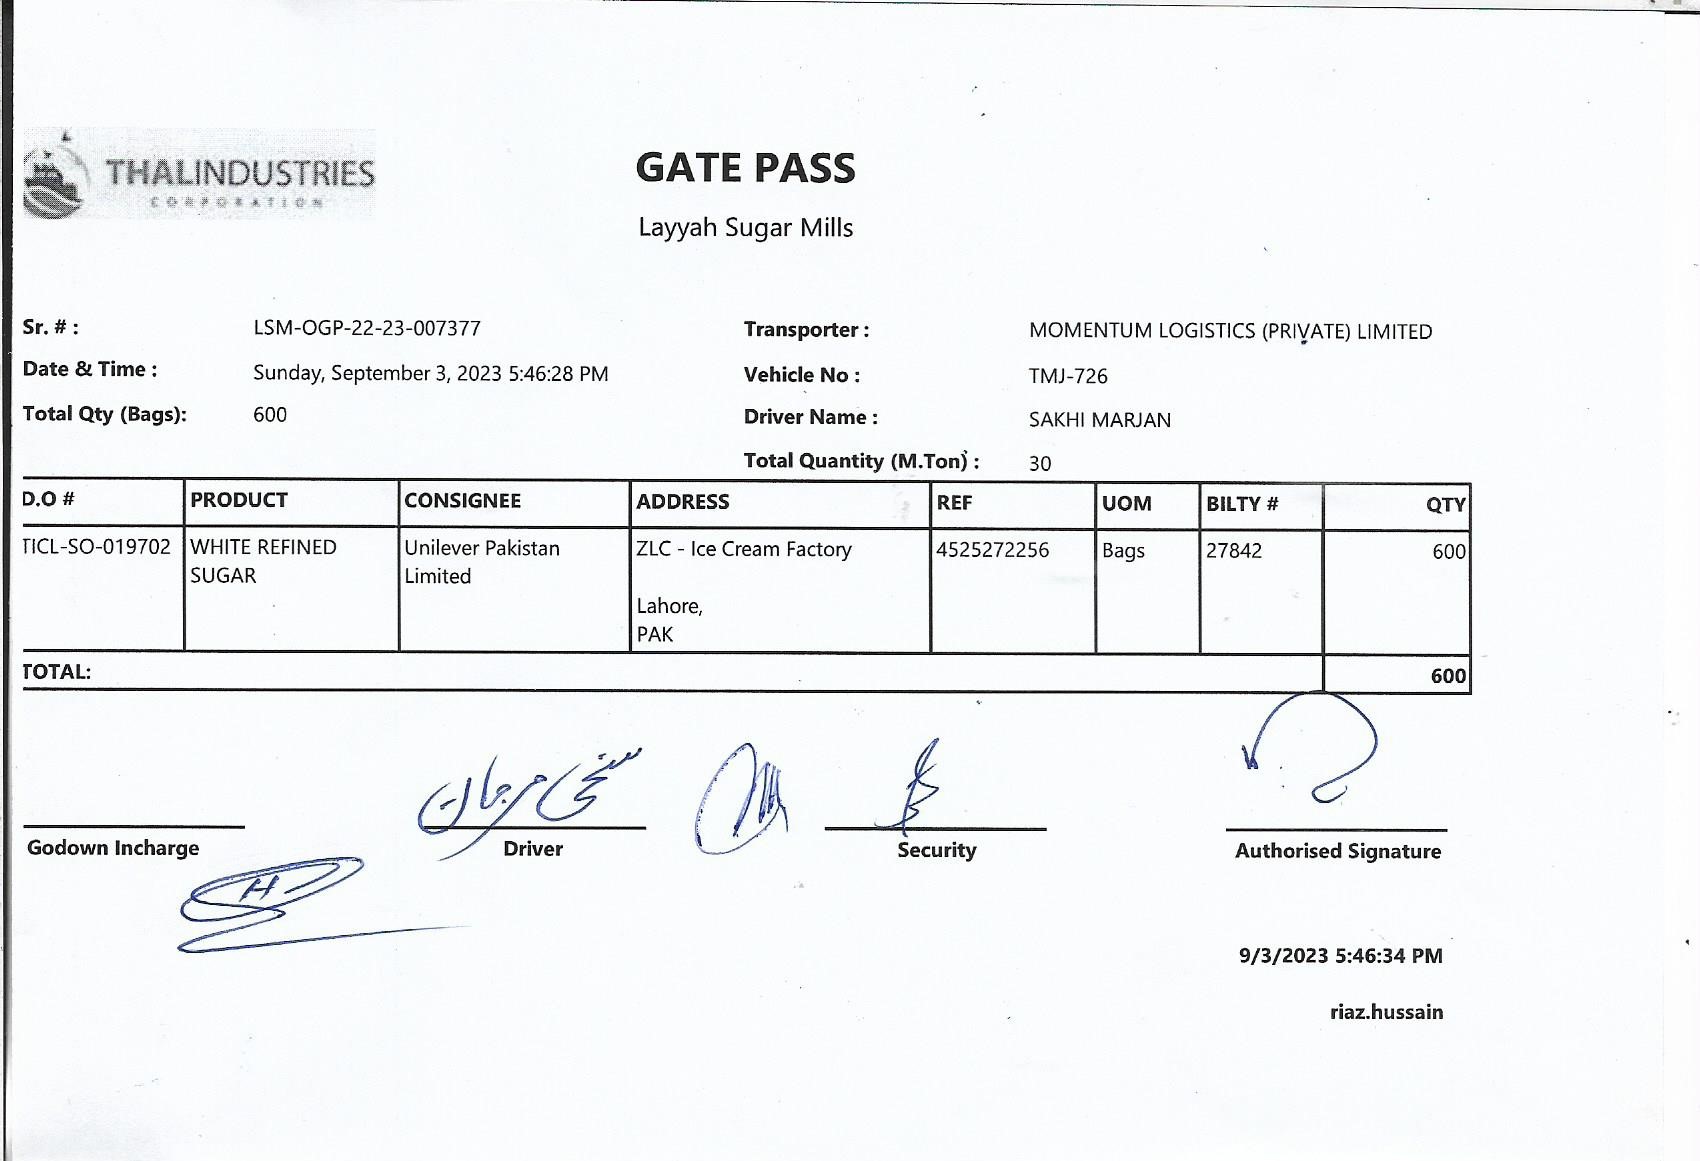 THALINDUSTRIES
CORPORATION
GATE PASS
Layyah Sugar Mills
Sr. # : LSM-OGP-22-23-007377
Transporter : MOMENTUM LOGISTICS (PRIVATE) LIMITED
Date & Time : Sunday, September 3, 2023 5:46:28 PM
Vehicle No : TMJ-726
Total Qty (Bags): 600
Driver Name : SAKHI MARJAN
Total Quantity (M.Ton) : 30
D.O # PRODUCT CONSIGNEE ADDRESS REF UOM BILTY # QTY
TICL-SO-019702 WHITE REFINED Unilever Pakistan ZLC - Ice Cream Factory 4525272256 Bags 27842 600
SUGAR Limited
Lahore,
PAK
TOTAL: 600
سخی مرجان
Godown Incharge Driver Security Authorised Signature
H
9/3/2023 5:46:34 PM
riaz.hussain